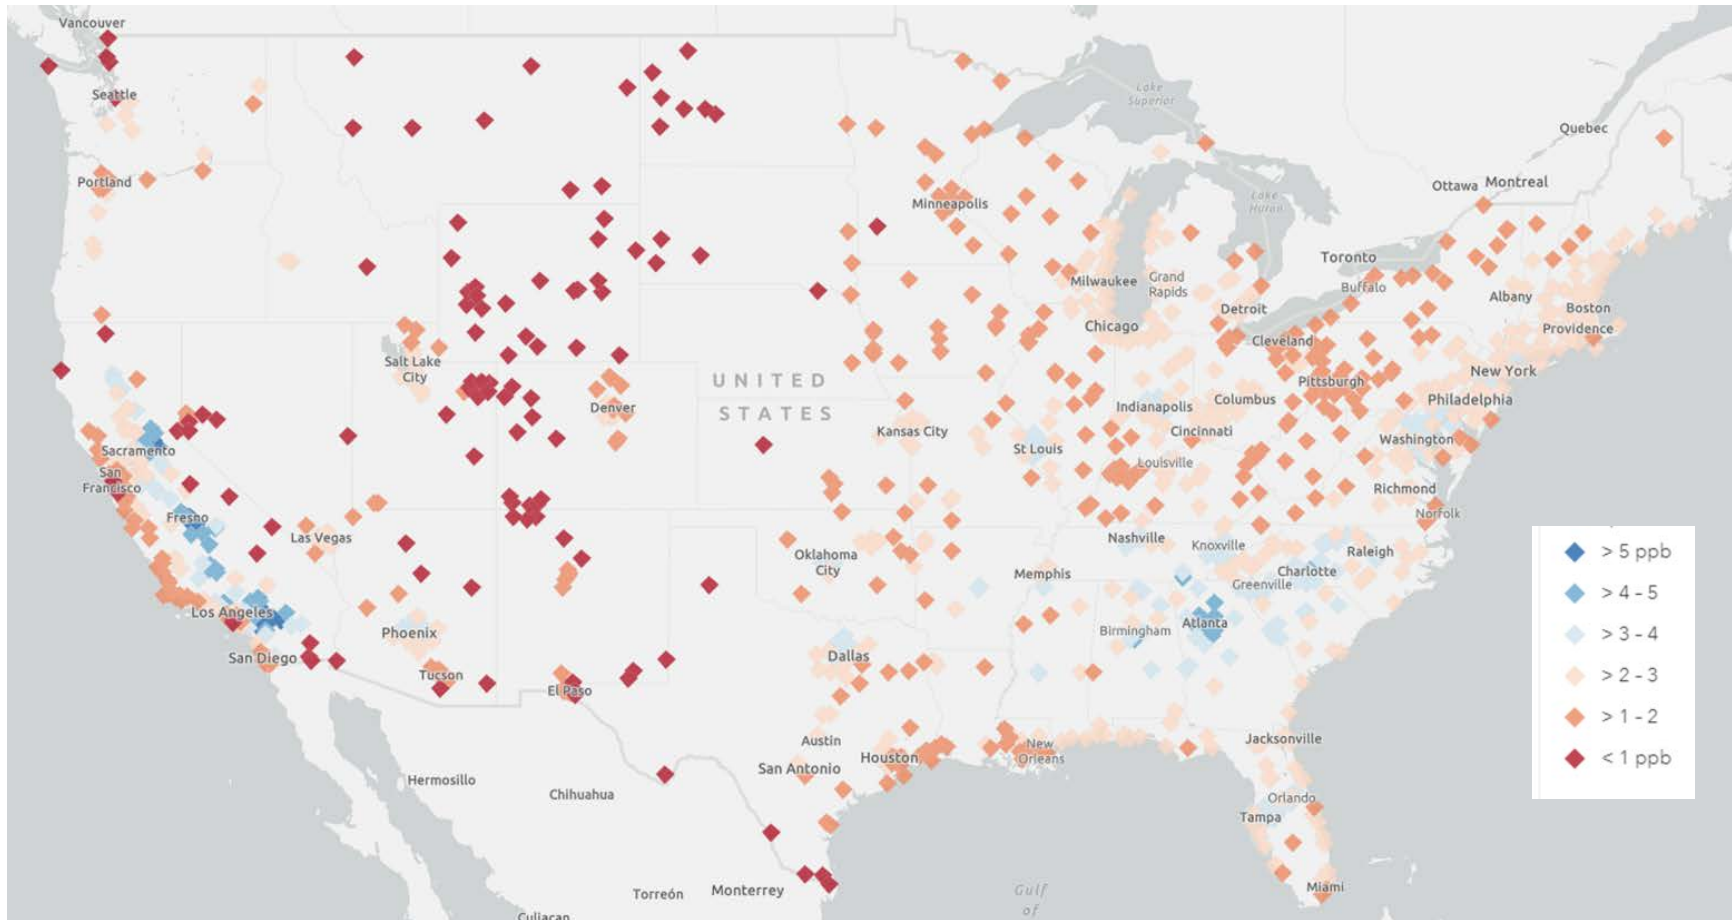 Vancouver
Seattle
Portland
Lake
Superior
Quebec
Ottawa
Montreal
Minneapolis
Lake
Huron
Toronto
Milwaukee
Grand
Rapids
Buffalo
Albany
Boston
Detroit
Chicago
Providence
Cleveland
Salt Lake
City
UNITED
STATES
Denver
New York
Pittsburgh
Indianapolis
Columbus
Philadelphia
Kansas City
Cincinnati
Washington
Sacramento
St Louis
Louisville
San
Francisco
Richmond
Norfolk
Fresno
Las Vegas
Nashville
Knoxville
Raleigh
Oklahoma
City
Memphis
Charlotte
Greenville
Los Angeles
Phoenix
Birmingham
Atlanta
San Diego
Dallas
Tucson
El Paso
Austin
New
Orleans
Jacksonville
San Antonio
Houston
Hermosillo
Chihuahua
Orlando
Tampa
Torreón
Monterrey
Gulf
of
Miami
Culiacan
> 5 ppb
> 4 - 5
> 3 - 4
> 2 - 3
> 1 - 2
< 1 ppb